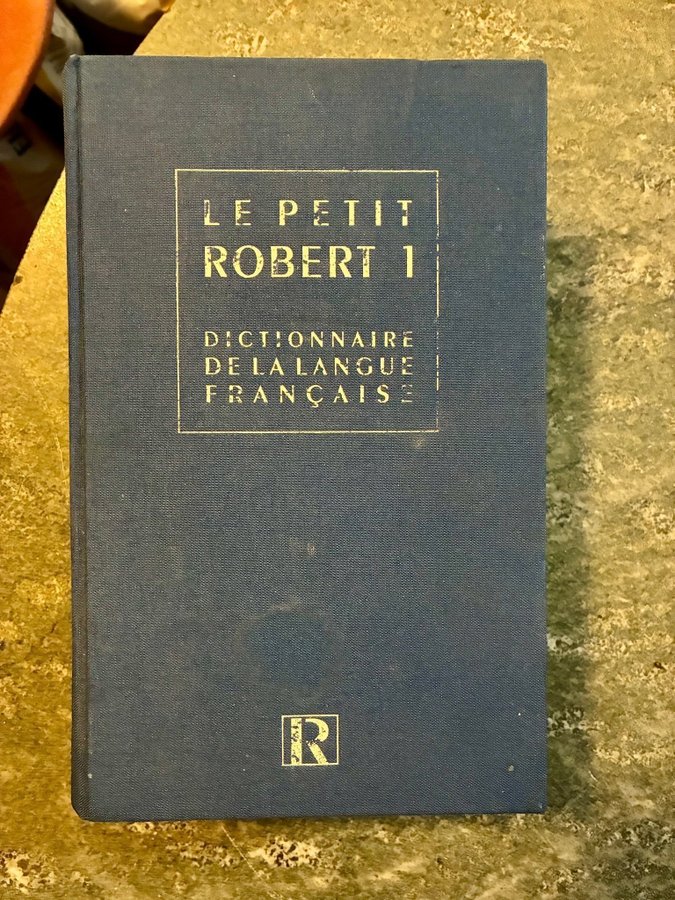 LE PETIT
ROBERT 1
DICTIONNAIRE
DE LA LANGUE
FRANÇAISE
R